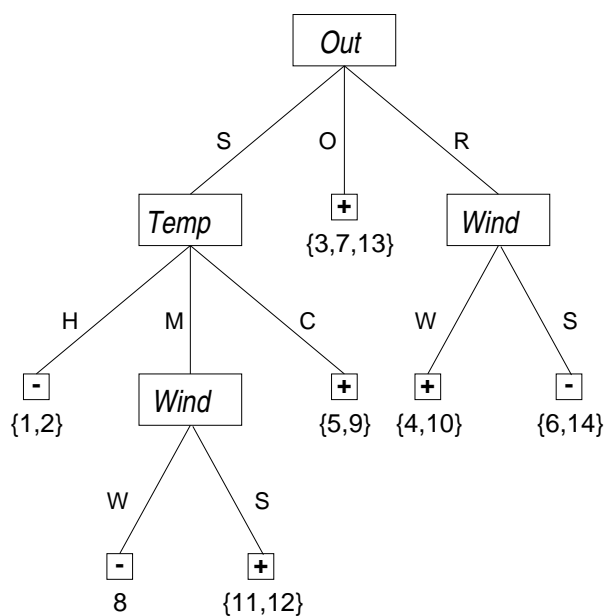 Out
S O R
Temp + Wind
{3,7,13}
H M C W S
- Wind + + -
{1,2} {5,9} {4,10} {6,14}
W S
- +
8 {11,12}